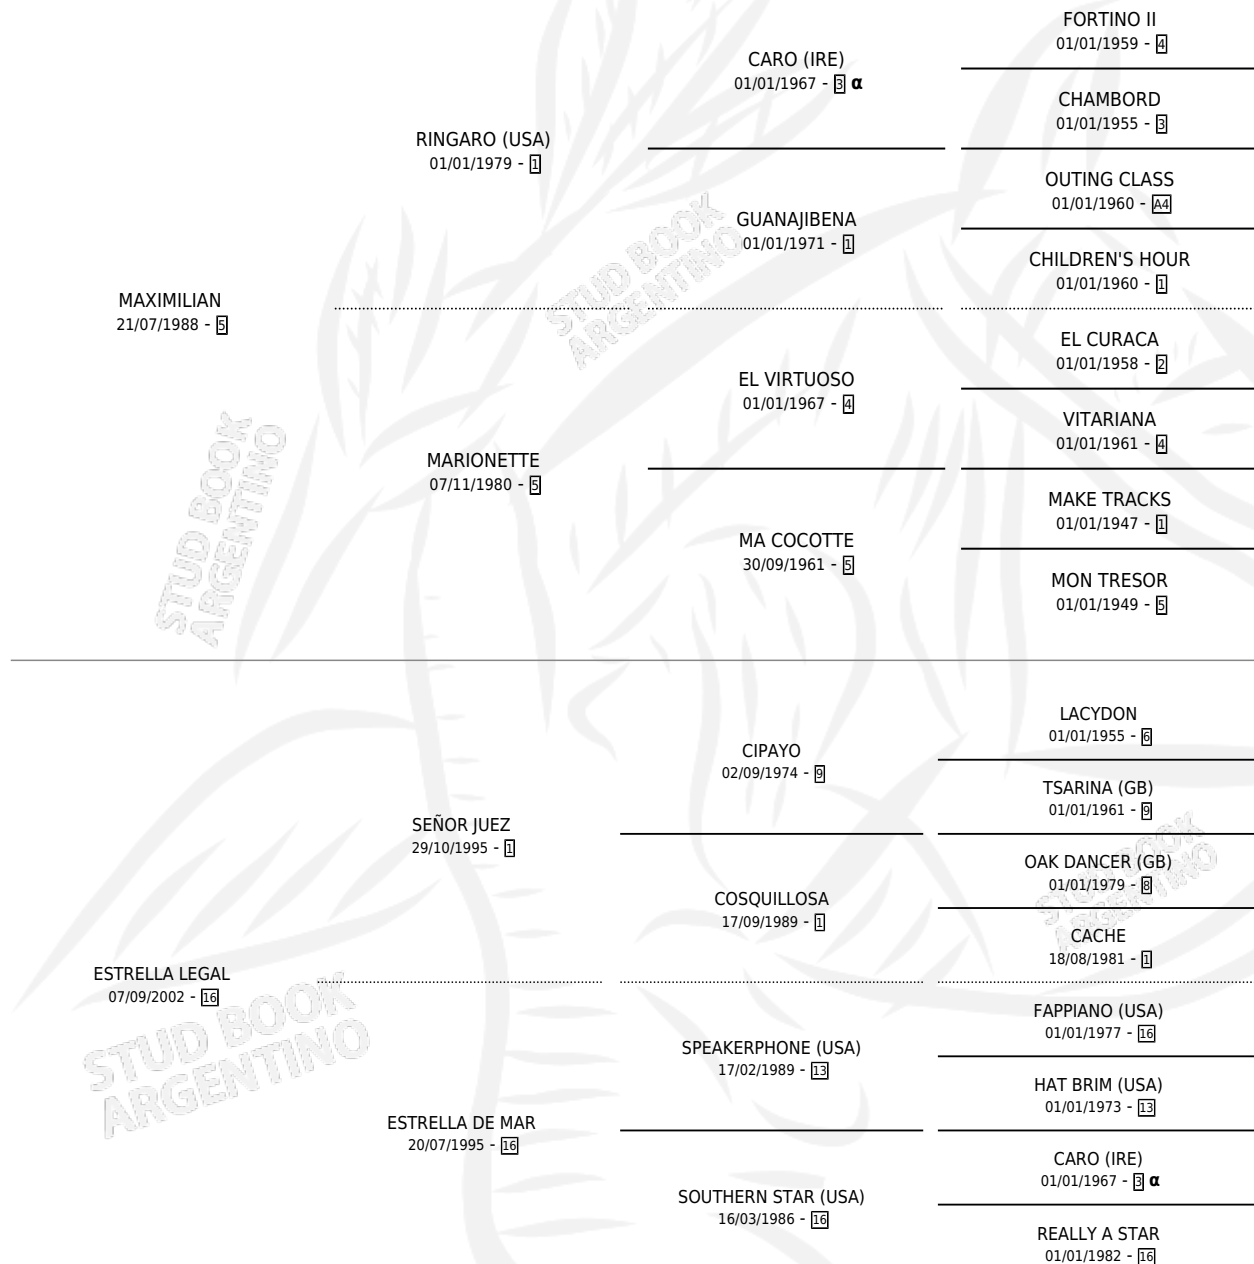 FORTINO II
01/01/1959 - 4
CARO (IRE)
01/01/1967 - 3 α
CHAMBORD
01/01/1955 - 3
RINGARO (USA)
01/01/1979 - 1
OUTING CLASS
01/01/1960 - A4
GUANAJIBENA
01/01/1971 - 1
CHILDREN'S HOUR
01/01/1960 - 1
MAXIMILIAN
21/07/1988 - 5
EL CURACA
01/01/1958 - 2
EL VIRTUOSO
01/01/1967 - 4
VITARIANA
01/01/1961 - 4
MARIONETTE
07/11/1980 - 5
MAKE TRACKS
01/01/1947 - 1
MA COCOTTE
30/09/1961 - 5
MON TRESOR
01/01/1949 - 5
LACYDON
01/01/1955 - 6
CIPAYO
02/09/1974 - 9
TSARINA (GB)
01/01/1961 - 9
SEÑOR JUEZ
29/10/1995 - 1
OAK DANCER (GB)
01/01/1979 - 8
COSQUILLOSA
17/09/1989 - 1
CACHE
18/08/1981 - 1
ESTRELLA LEGAL
07/09/2002 - 16
FAPPIANO (USA)
01/01/1977 - 16
SPEAKERPHONE (USA)
17/02/1989 - 13
HAT BRIM (USA)
01/01/1973 - 13
ESTRELLA DE MAR
20/07/1995 - 16
CARO (IRE)
01/01/1967 - 3 α
SOUTHERN STAR (USA)
16/03/1986 - 16
REALLY A STAR
01/01/1982 - 16
STUD BOOK
ARGENTINO
STUD BOOK
ARGENTINO
STUD BOOK
ARGENTINO
STUD BOOK
ARGENTINO